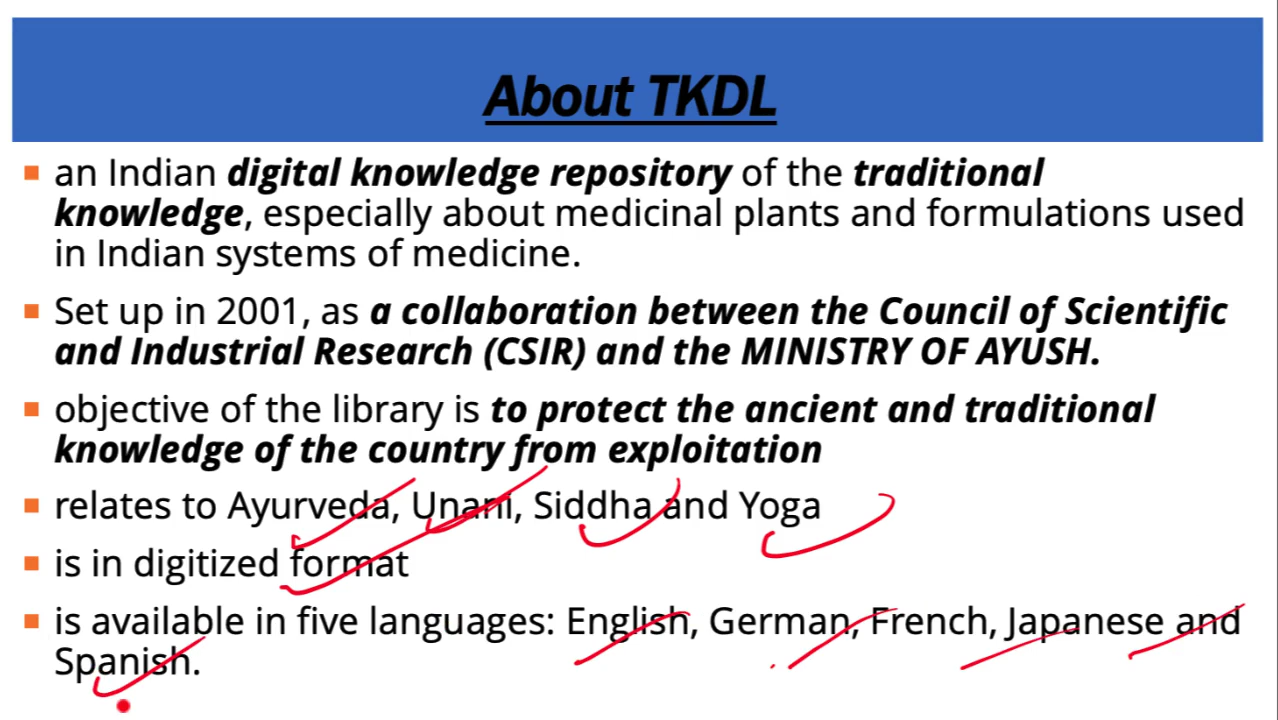 About TKDL
an Indian digital knowledge repository of the traditional
knowledge, especially about medicinal plants and formulations used
in Indian systems of medicine.
Set up in 2001, as a collaboration between the Council of Scientific
and Industrial Research (CSIR) and the MINISTRY OF AYUSH.
objective of the library is to protect the ancient and traditional
knowledge of the country from exploitation
relates to Ayurveda, Unani, Siddha and Yoga
is in digitized format
is available in five languages: English, German, French, Japanese and
Spanish.